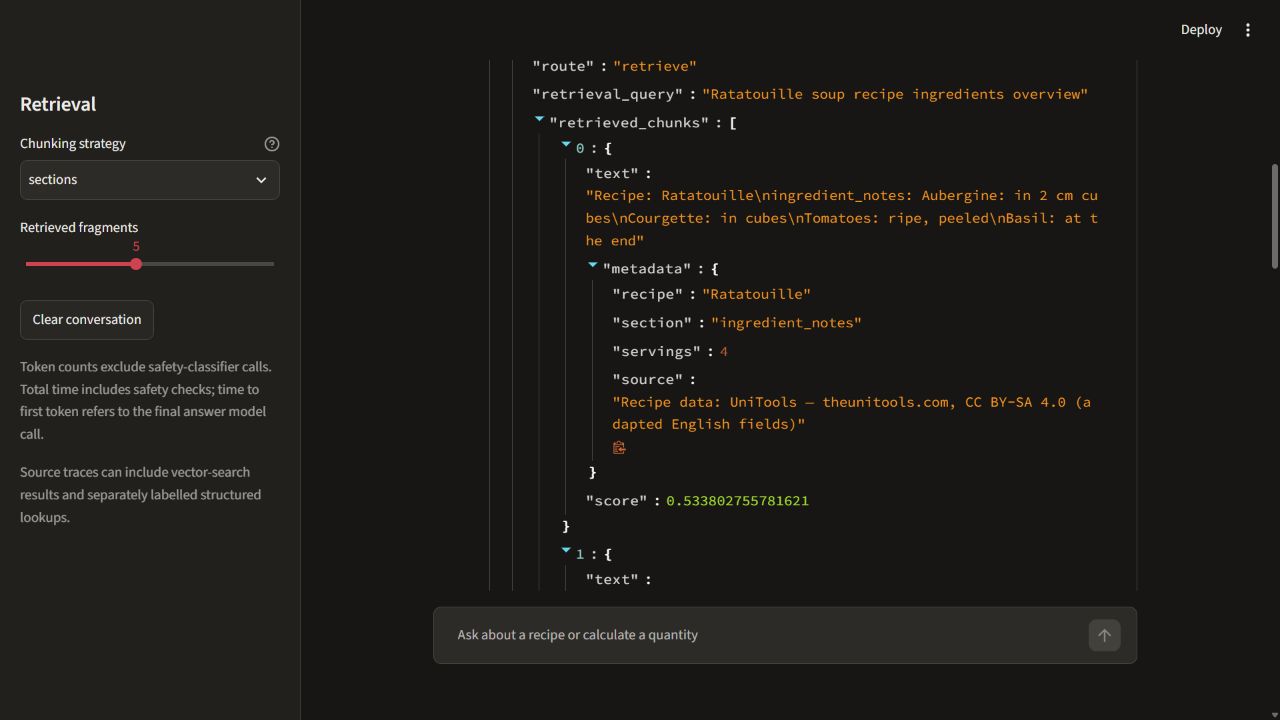 Deploy
Retrieval
Chunking strategy
sections
Retrieved fragments
5
Clear conversation
Token counts exclude safety-classifier calls.
Total time includes safety checks; time to
first token refers to the final answer model
call.
Source traces can include vector-search
results and separately labelled structured
lookups.
"route" : "retrieve"
"retrieval_query" : "Ratatouille soup recipe ingredients overview"
"retrieved_chunks" : [
0 : {
"text" :
"Recipe: Ratatouille\ningredient_notes: Aubergine: in 2 cm cu
bes\nCourgette: in cubes\nTomatoes: ripe, peeled\nBasil: at t
he end"
"metadata" : {
"recipe" : "Ratatouille"
"section" : "ingredient_notes"
"servings" : 4
"source" :
"Recipe data: UniTools — theunitools.com, CC BY-SA 4.0 (a
dapted English fields)"
}
"score" : 0.533802755781621
}
1 : {
"text" :
Ask about a recipe or calculate a quantity